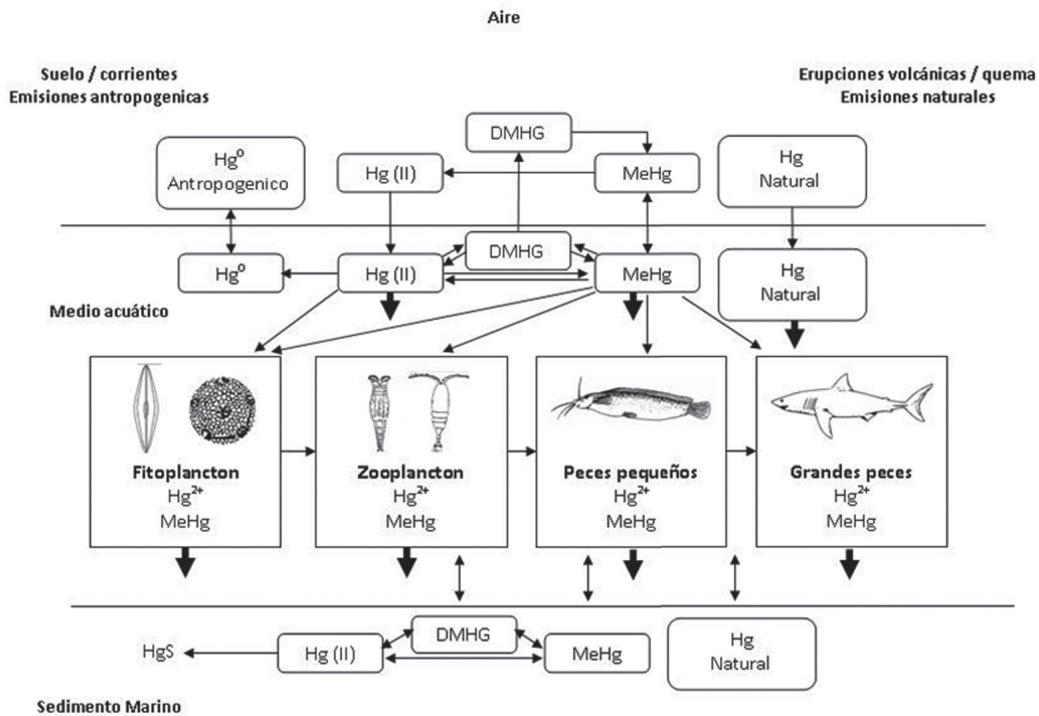 Aire
Suelo / corrientes
Emisiones antropogenicas
Erupciones volcánicas / quema
Emisiones naturales
Hg⁰
Antropogenico
Hg (II)
DMHG
MeHg
Hg
Natural
Hg⁰
Hg (II)
DMHG
MeHg
Hg
Natural
Medio acuático
Fitoplancton
Hg²⁺
MeHg
Zooplancton
Hg²⁺
MeHg
Peces pequeños
Hg²⁺
MeHg
Grandes peces
Hg²⁺
MeHg
HgS
Hg (II)
DMHG
MeHg
Hg
Natural
Sedimento Marino